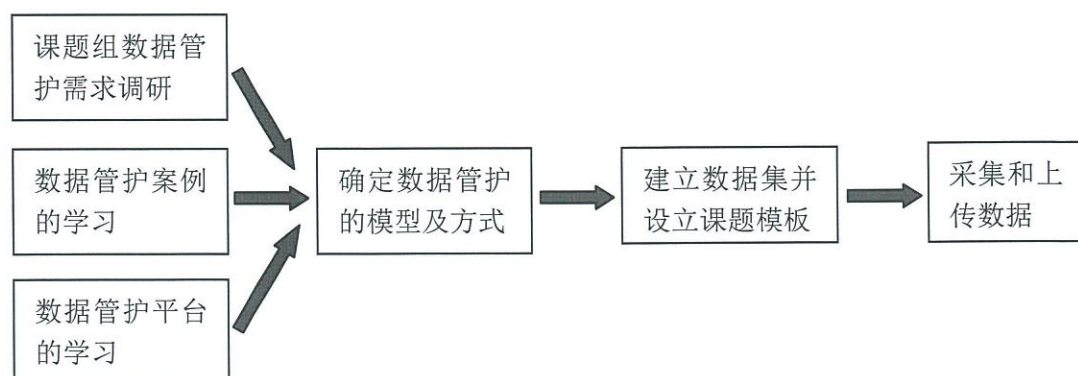 课题组数据管
护需求调研
数据管护案例
的学习
数据管护平台
的学习
确定数据管护
的模型及方式
建立数据集并
设立课题模板
采集和上
传数据